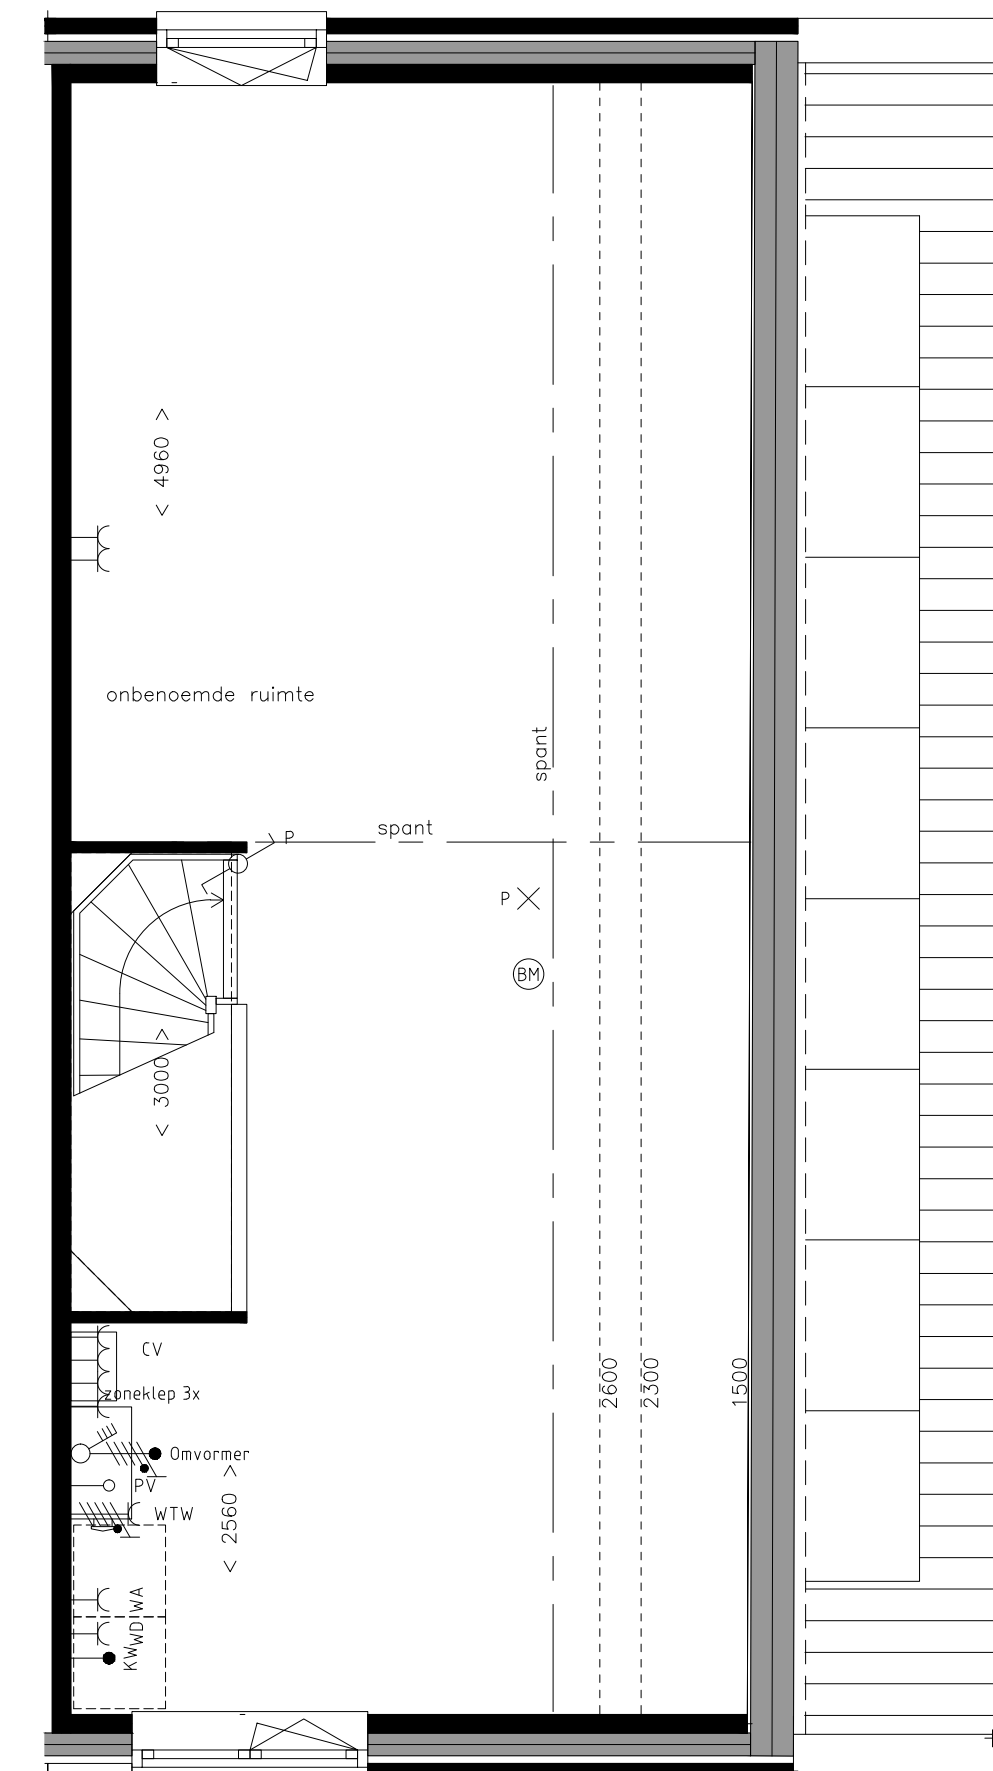 < 4960 >
onbenoemde ruimte
spant
spant
P
P
BM
< 3000 >
CV
zoneklep 3x
2600
2300
1500
Omvormer
PV
WTW
< 2560 >
WA
WD
KW